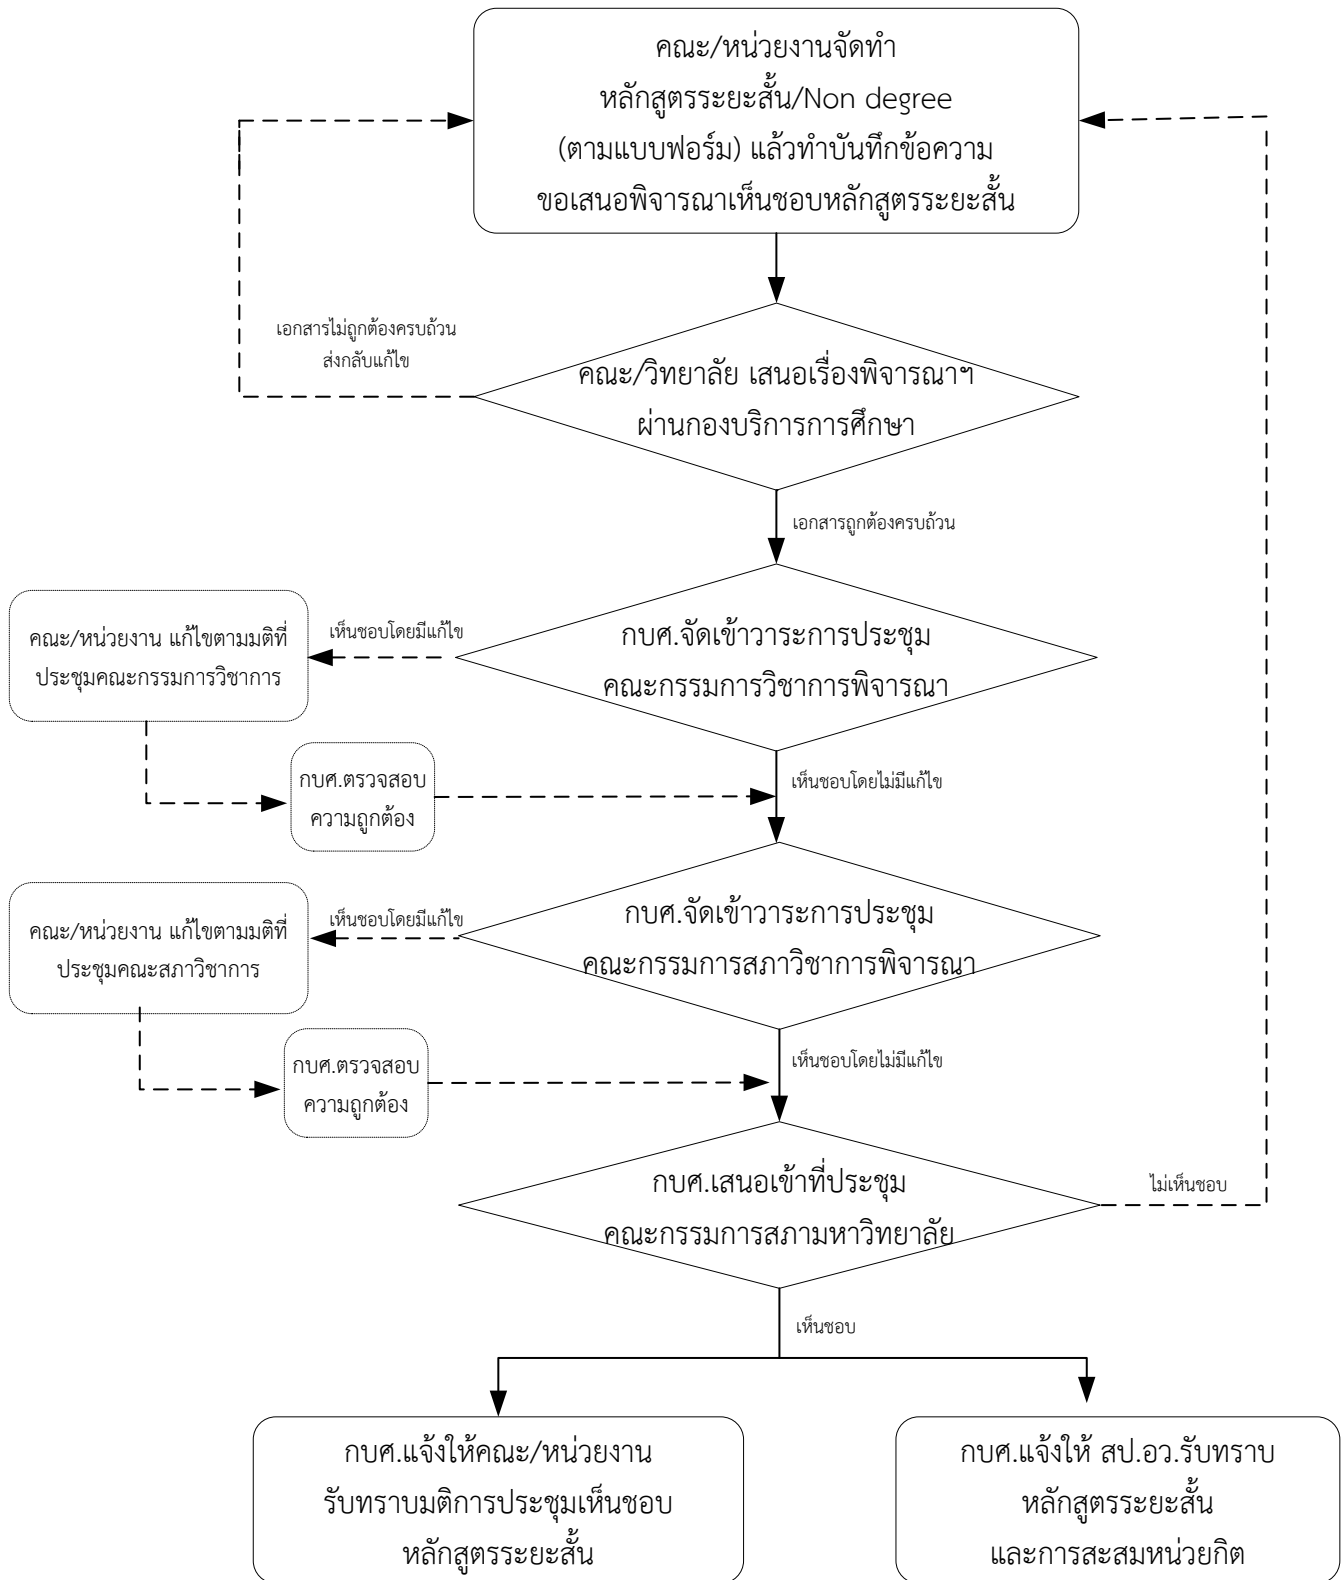 คณะ/หน่วยงานจัดทำ
หลักสูตรระยะสั้น/Non degree
(ตามแบบฟอร์ม) แล้วทำบันทึกข้อความ
ขอเสนอพิจารณาเห็นชอบหลักสูตรระยะสั้น
เอกสารไม่ถูกต้องครบถ้วน
ส่งกลับแก้ไข
คณะ/วิทยาลัย เสนอเรื่องพิจารณาฯ
ผ่านกองบริการการศึกษา
เอกสารถูกต้องครบถ้วน
คณะ/หน่วยงาน แก้ไขตามมติที่
ประชุมคณะกรรมการวิชาการ
เห็นชอบโดยมีแก้ไข
กบศ.จัดเข้าวาระการประชุม
คณะกรรมการวิชาการพิจารณา
กบศ.ตรวจสอบ
ความถูกต้อง
เห็นชอบโดยไม่มีแก้ไข
คณะ/หน่วยงาน แก้ไขตามมติที่
ประชุมคณะสภาวิชาการ
เห็นชอบโดยมีแก้ไข
กบศ.จัดเข้าวาระการประชุม
คณะกรรมการสภาวิชาการพิจารณา
กบศ.ตรวจสอบ
ความถูกต้อง
เห็นชอบโดยไม่มีแก้ไข
กบศ.เสนอเข้าที่ประชุม
คณะกรรมการสภามหาวิทยาลัย
ไม่เห็นชอบ
เห็นชอบ
กบศ.แจ้งให้คณะ/หน่วยงาน
รับทราบมติการประชุมเห็นชอบ
หลักสูตรระยะสั้น
กบศ.แจ้งให้ สป.อว.รับทราบ
หลักสูตรระยะสั้น
และการสะสมหน่วยกิต